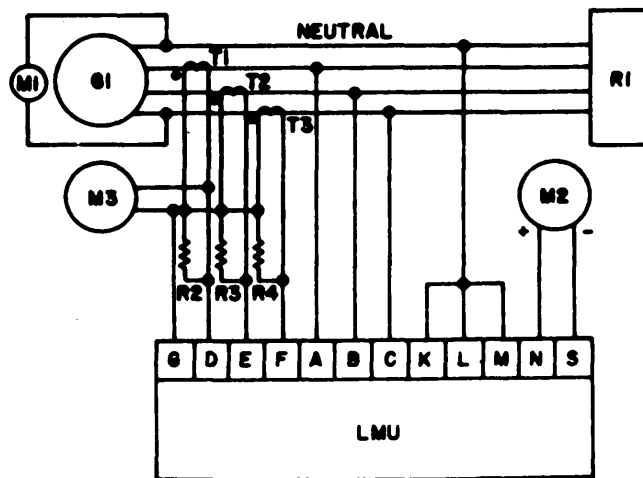 NEUTRAL
T1
M1
G1
T2
R1
T3
M3
M2
+ -
R2 R3 R4
G D E F A B C K L M N S
LMU